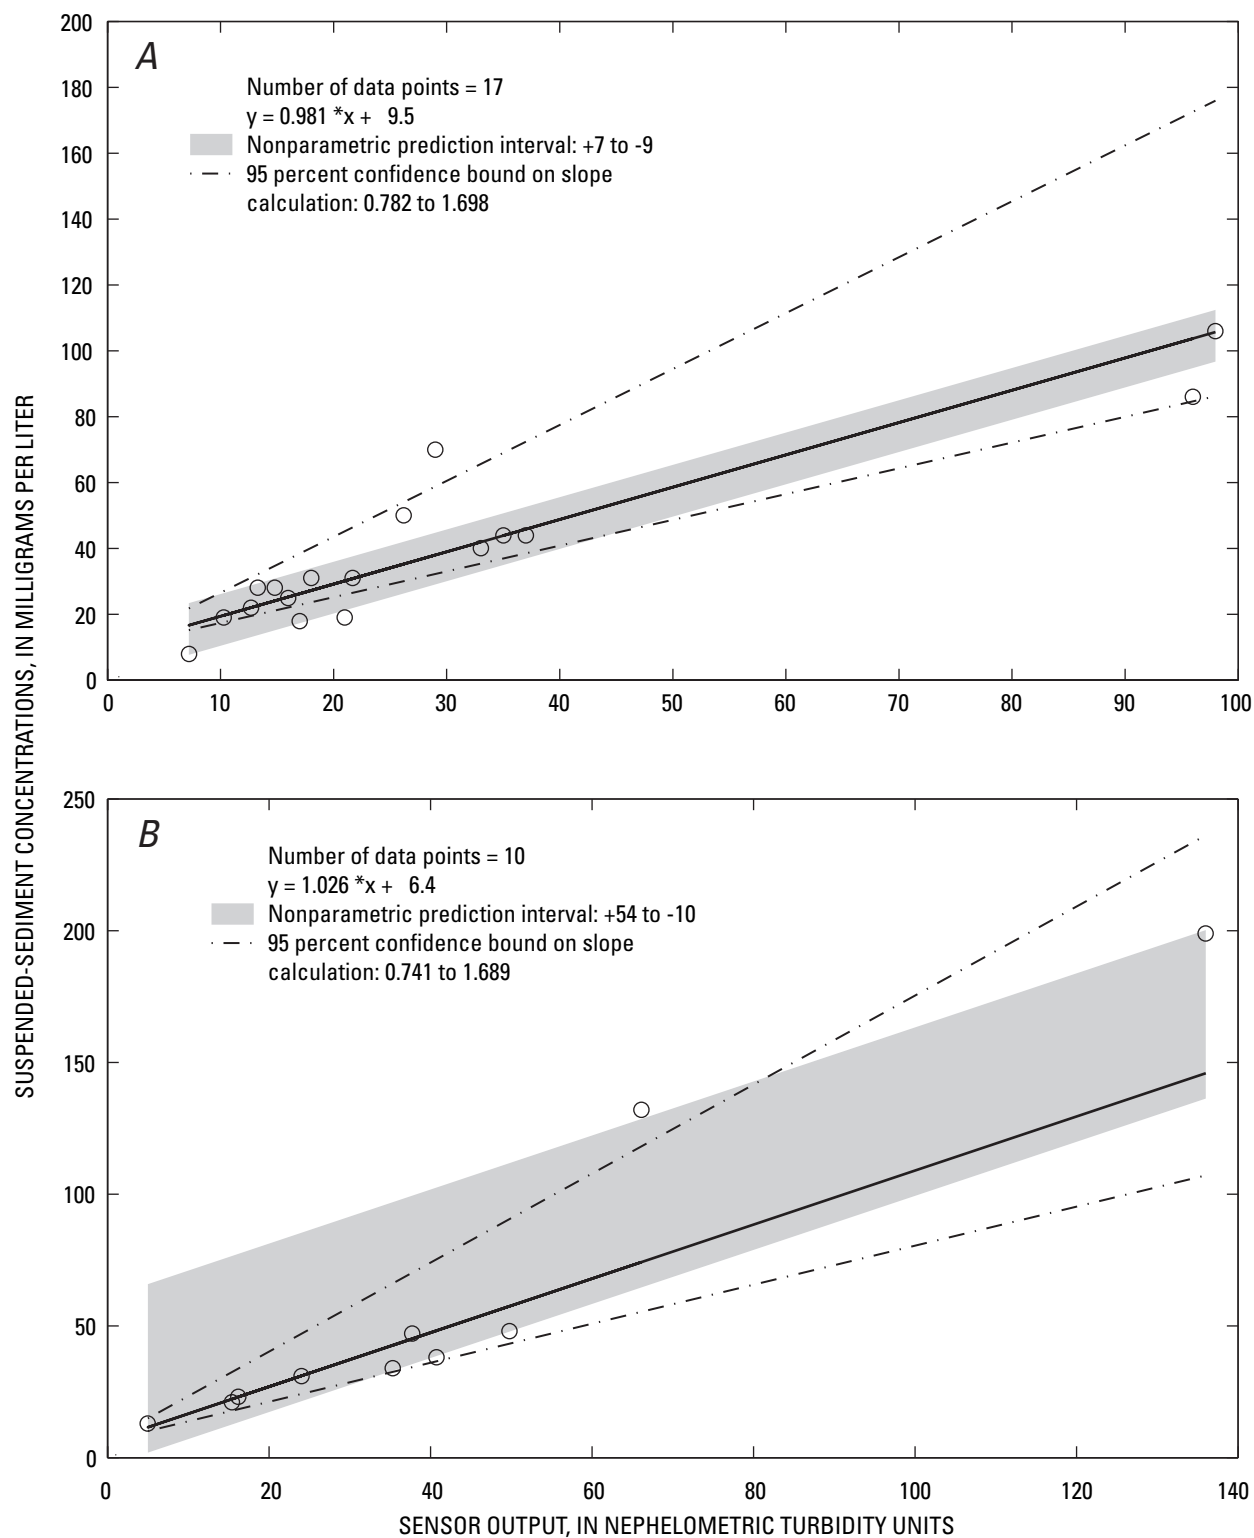 SUSPENDED-SEDIMENT CONCENTRATIONS, IN MILLIGRAMS PER LITER
200
180
160
140
120
100
80
60
40
20
0
A
Number of data points = 17
y = 0.981 *x + 9.5
Nonparametric prediction interval: +7 to -9
95 percent confidence bound on slope
calculation: 0.782 to 1.698
0 10 20 30 40 50 60 70 80 90 100
250
200
150
100
50
0
B
Number of data points = 10
y = 1.026 *x + 6.4
Nonparametric prediction interval: +54 to -10
95 percent confidence bound on slope
calculation: 0.741 to 1.689
0 20 40 60 80 100 120 140
SENSOR OUTPUT, IN NEPHELOMETRIC TURBIDITY UNITS